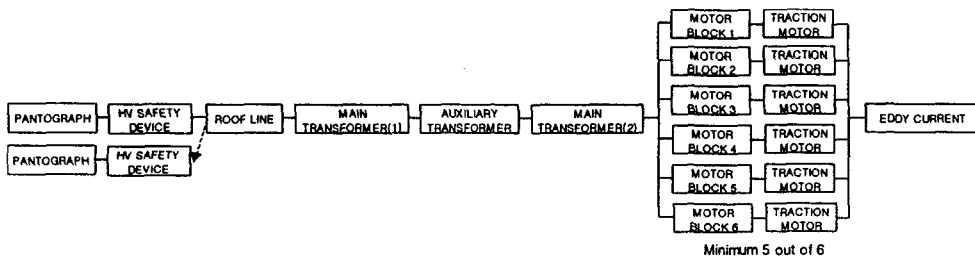 PANTOGRAPH
HV SAFETY
DEVICE
ROOF LINE
MAIN
TRANSFORMER(1)
AUXILIARY
TRANSFORMER
MAIN
TRANSFORMER(2)
PANTOGRAPH
HV SAFETY
DEVICE
MOTOR
BLOCK 1
TRACTION
MOTOR
MOTOR
BLOCK 2
TRACTION
MOTOR
MOTOR
BLOCK 3
TRACTION
MOTOR
MOTOR
BLOCK 4
TRACTION
MOTOR
MOTOR
BLOCK 5
TRACTION
MOTOR
MOTOR
BLOCK 6
TRACTION
MOTOR
EDDY CURRENT
Minimum 5 out of 6